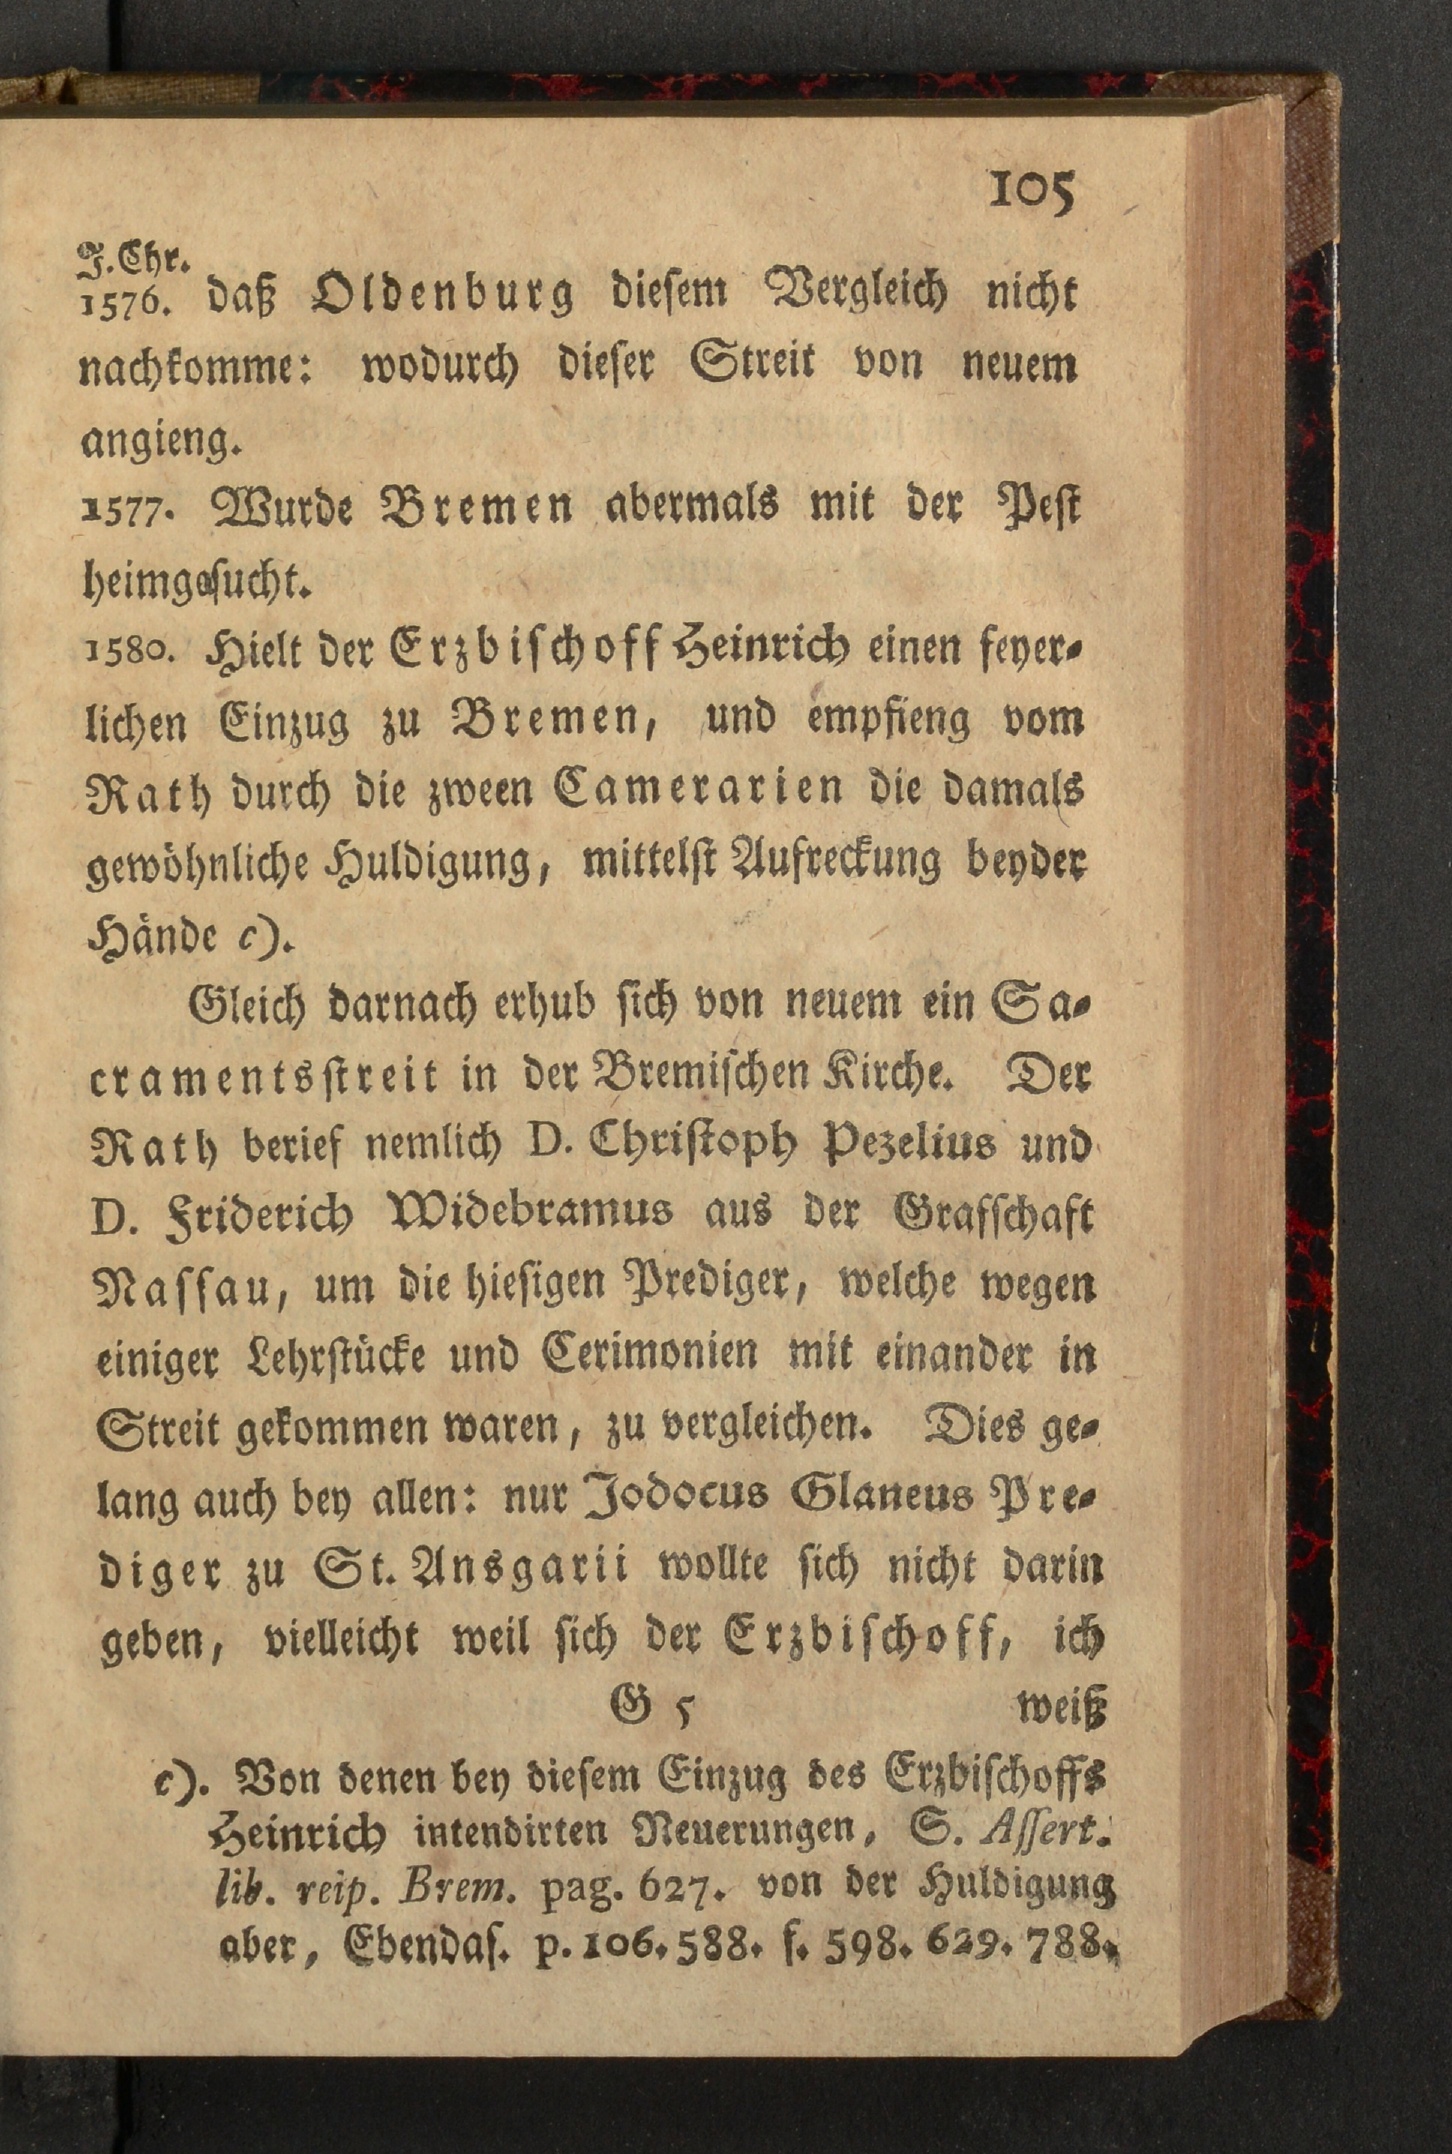 105
J. Chr.
1576. daß Oldenburg diesem Vergleich nicht
nachkomme: wodurch dieser Streit von neuem
angieng.
1577. Wurde Bremen abermals mit der Pest
heimgesucht.
1580. Hielt der Erzbischoff Heinrich einen feyer-
lichen Einzug zu Bremen, und empfieng vom
Rath durch die zween Camerarien die damals
gewöhnliche Huldigung, mittelst Aufreckung beyder
Hände c).
Gleich darnach erhub sich von neuem ein Sa-
cramentsstreit in der Bremischen Kirche. Der
Rath berief nemlich D. Christoph Pezelius und
D. Friderich Widebramus aus der Grafschaft
Nassau, um die hiesigen Prediger, welche wegen
einiger Lehrstücke und Cerimonien mit einander in
Streit gekommen waren, zu vergleichen. Dies ge-
lang auch bey allen: nur Jodocus Glaneus Pre-
diger zu St. Ansgarii wollte sich nicht darin
geben, vielleicht weil sich der Erzbischoff, ich
G 5 weiß
c). Von denen bey diesem Einzug des Erzbischoffs
Heinrich intendirten Neuerungen, S. Assert.
lib. reip. Brem. pag. 627. von der Huldigung
aber, Ebendas. p. 106. 588. f. 598. 629. 788.